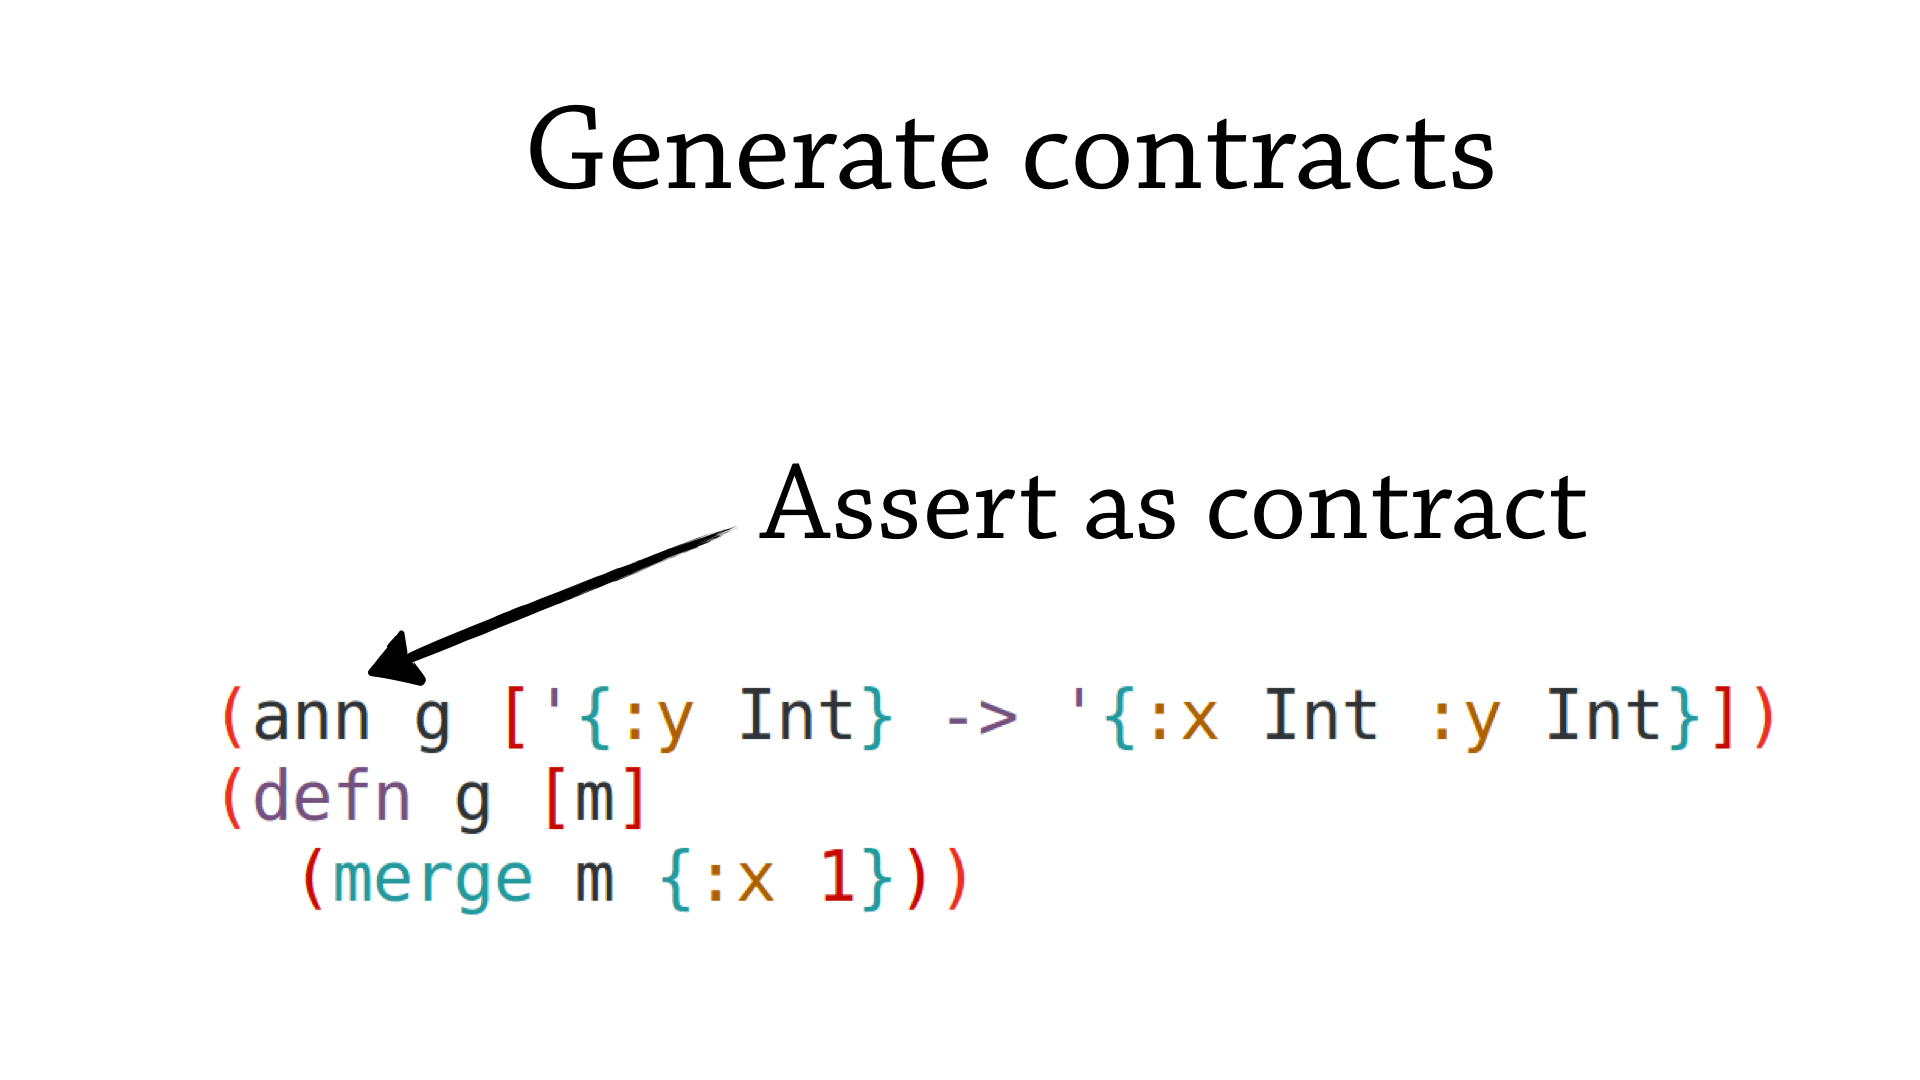 Generate contracts
Assert as contract
(ann g ['{:y Int} -> '{:x Int :y Int}])
(defn g [m]
  (merge m {:x 1}))